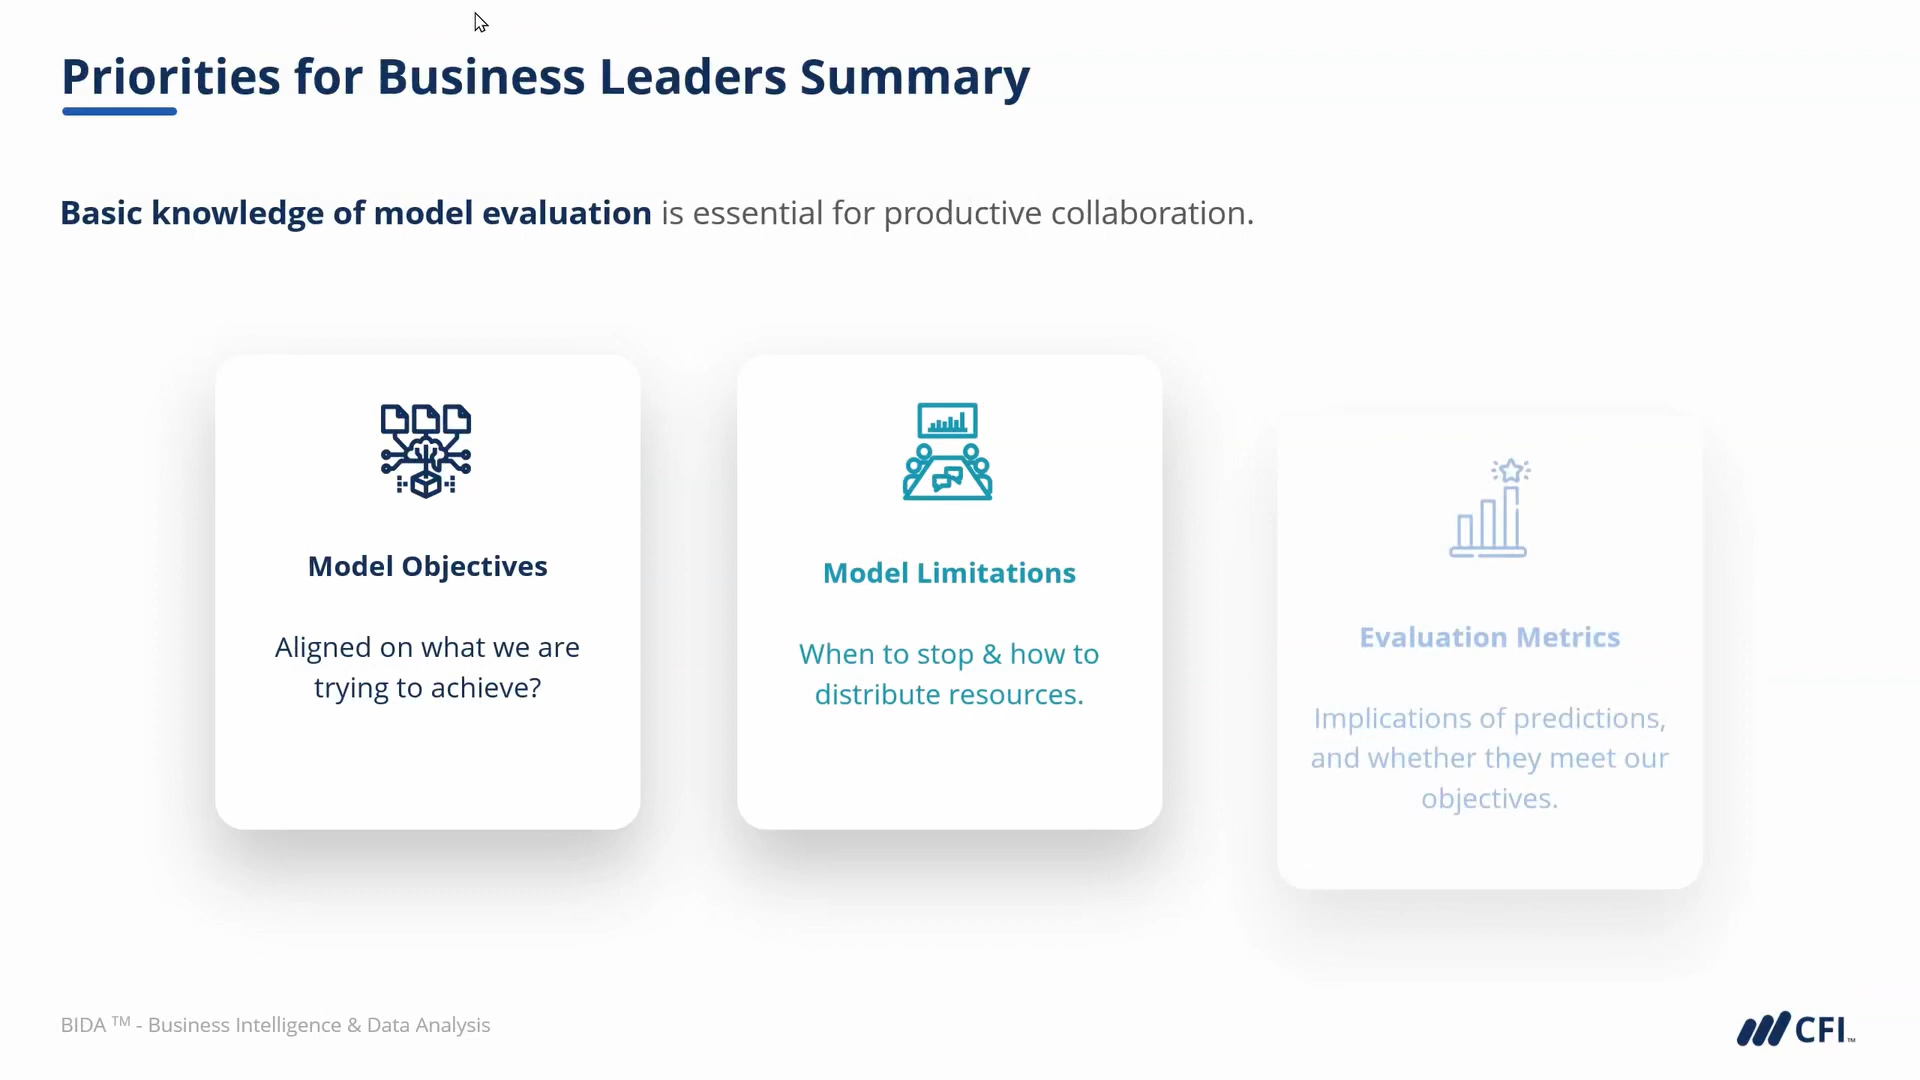 Priorities for Business Leaders Summary
Basic knowledge of model evaluation is essential for productive collaboration.
Model Objectives
Aligned on what we are
trying to achieve?
Model Limitations
When to stop & how to
distribute resources.
Evaluation Metrics
Implications of predictions,
and whether they meet our
objectives.
BIDA ™ - Business Intelligence & Data Analysis
CFI™